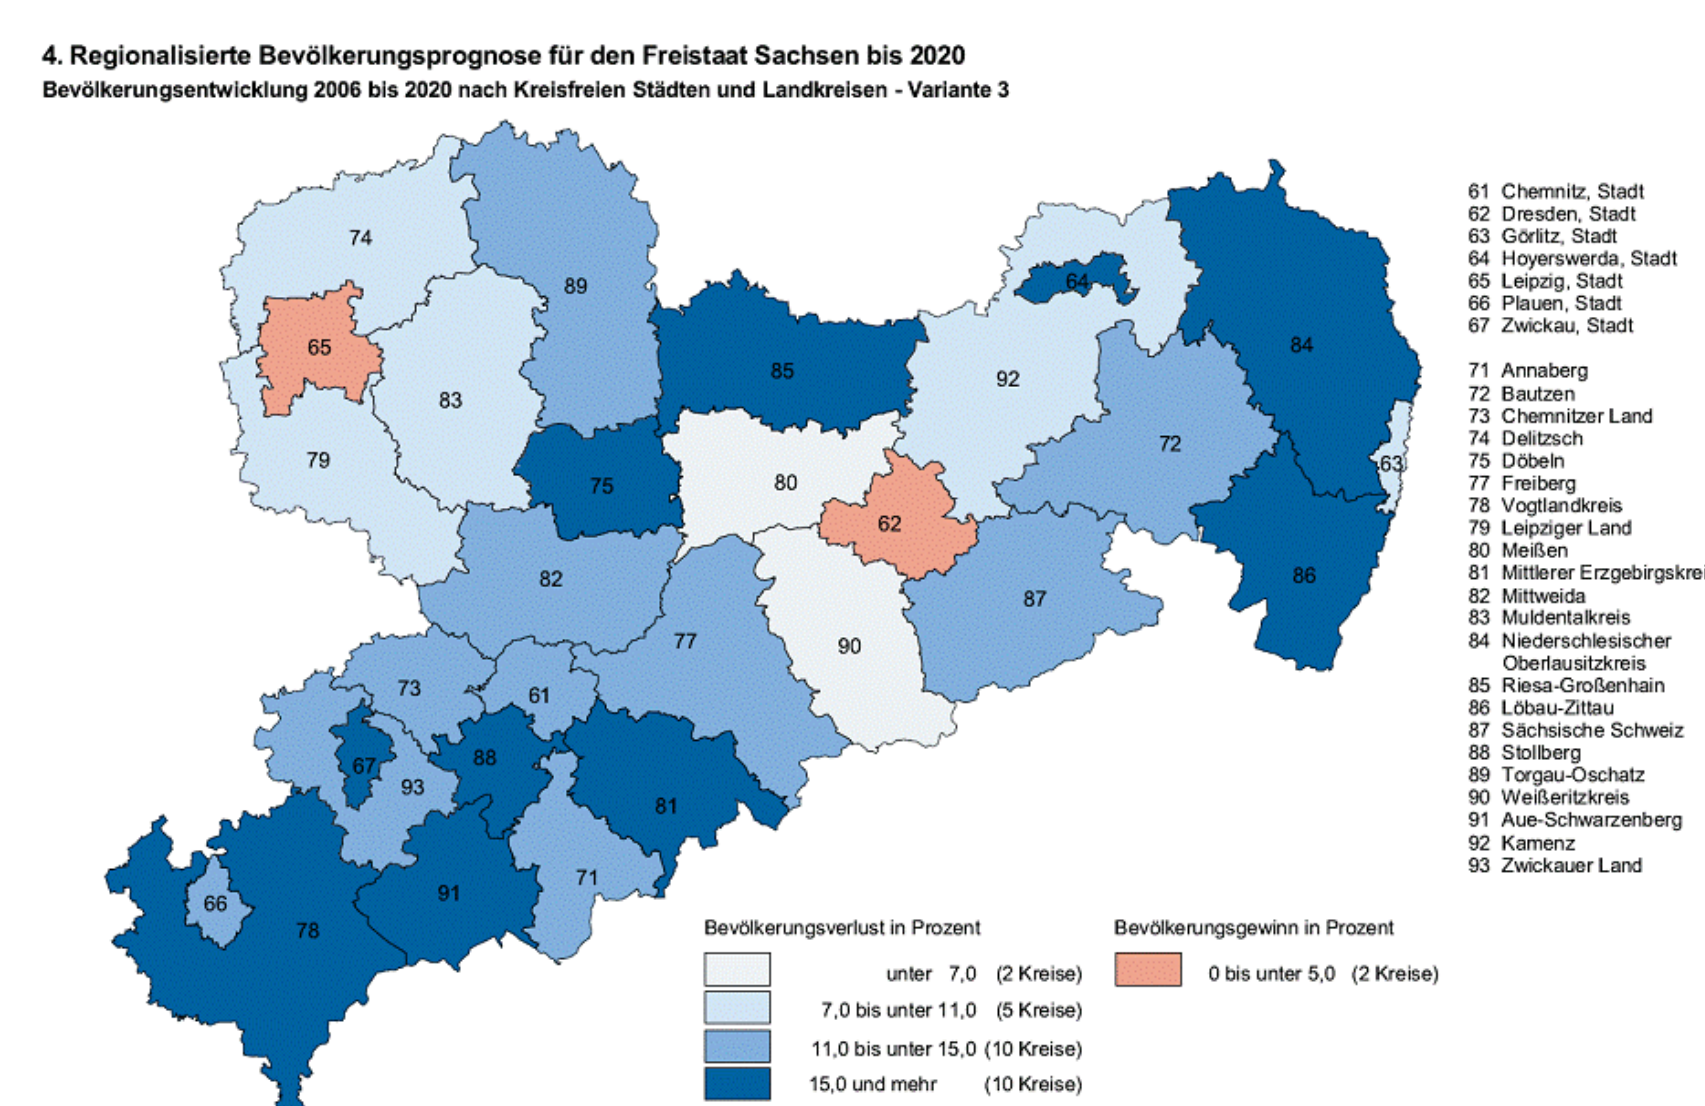 4. Regionalisierte Bevölkerungsprognose für den Freistaat Sachsen bis 2020
Bevölkerungsentwicklung 2006 bis 2020 nach Kreisfreien Städten und Landkreisen - Variante 3
74
89
65
83
85
64
84
92
79
75
80
72
63
62
82
86
87
77
90
73
61
67
88
93
81
71
91
66
78
61 Chemnitz, Stadt
62 Dresden, Stadt
63 Görlitz, Stadt
64 Hoyerswerda, Stadt
65 Leipzig, Stadt
66 Plauen, Stadt
67 Zwickau, Stadt
71 Annaberg
72 Bautzen
73 Chemnitzer Land
74 Delitzsch
75 Döbeln
77 Freiberg
78 Vogtlandkreis
79 Leipziger Land
80 Meißen
81 Mittlerer Erzgebirgskrei
82 Mittweida
83 Muldentalkreis
84 Niederschlesischer
Oberlausitzkreis
85 Riesa-Großenhain
86 Löbau-Zittau
87 Sächsische Schweiz
88 Stollberg
89 Torgau-Oschatz
90 Weißeritzkreis
91 Aue-Schwarzenberg
92 Kamenz
93 Zwickauer Land
Bevölkerungsverlust in Prozent
unter 7,0 (2 Kreise)
7,0 bis unter 11,0 (5 Kreise)
11,0 bis unter 15,0 (10 Kreise)
15,0 und mehr (10 Kreise)
Bevölkerungsgewinn in Prozent
0 bis unter 5,0 (2 Kreise)